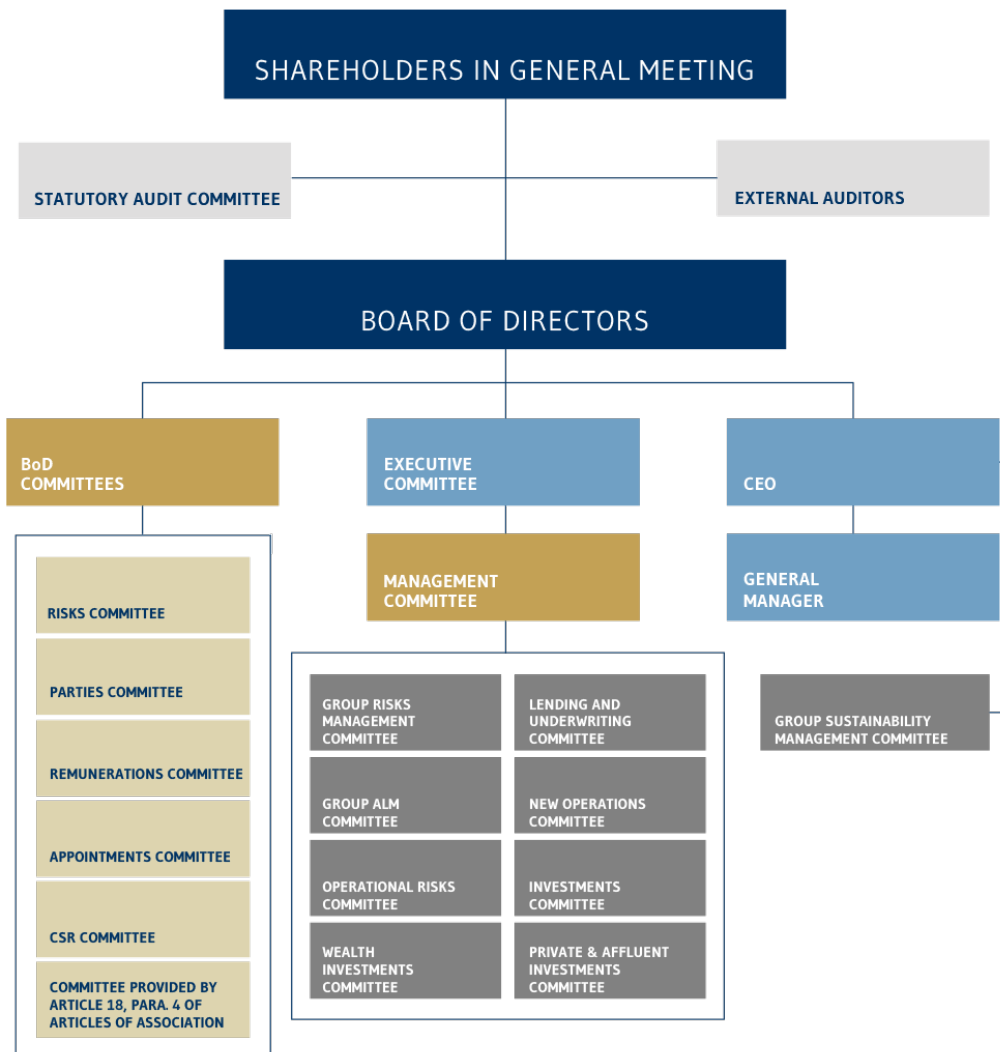 SHAREHOLDERS IN GENERAL MEETING
STATUTORY AUDIT COMMITTEE
EXTERNAL AUDITORS
BOARD OF DIRECTORS
BoD
COMMITTEES
EXECUTIVE
COMMITTEE
CEO
MANAGEMENT
COMMITTEE
GENERAL
MANAGER
RISKS COMMITTEE
PARTIES COMMITTEE
REMUNERATIONS COMMITTEE
APPOINTMENTS COMMITTEE
CSR COMMITTEE
COMMITTEE PROVIDED BY
ARTICLE 18, PARA. 4 OF
ARTICLES OF ASSOCIATION
GROUP RISKS
MANAGEMENT
COMMITTEE
LENDING AND
UNDERWRITING
COMMITTEE
GROUP ALM
COMMITTEE
NEW OPERATIONS
COMMITTEE
OPERATIONAL RISKS
COMMITTEE
INVESTMENTS
COMMITTEE
WEALTH
INVESTMENTS
COMMITTEE
PRIVATE & AFFLUENT
INVESTMENTS
COMMITTEE
GROUP SUSTAINABILITY
MANAGEMENT COMMITTEE